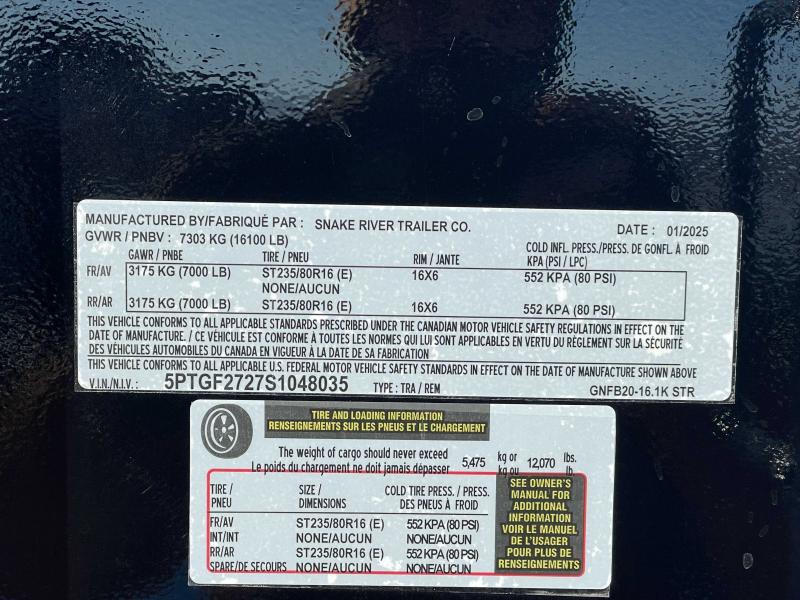 MANUFACTURED BY/FABRIQUÉ PAR : SNAKE RIVER TRAILER CO. DATE : 01/2025
GVWR / PNBV : 7303 KG (16100 LB)
GAWR / PNBE TIRE / PNEU RIM / JANTE COLD INFL. PRESS./PRESS. DE GONFL. À FROID
KPA (PSI / LPC)
FR/AV 3175 KG (7000 LB) ST235/80R16 (E) 16X6 552 KPA (80 PSI)
NONE/AUCUN
RR/AR 3175 KG (7000 LB) ST235/80R16 (E) 16X6 552 KPA (80 PSI)
THIS VEHICLE CONFORMS TO ALL APPLICABLE STANDARDS PRESCRIBED UNDER THE CANADIAN MOTOR VEHICLE SAFETY REGULATIONS IN EFFECT ON THE
DATE OF MANUFACTURE. / CE VÉHICULE EST CONFORME À TOUTES LES NORMES QUI LUI SONT APPLICABLES EN VERTU DU RÈGLEMENT SUR LA SÉCURITÉ
DES VÉHICULES AUTOMOBILES DU CANADA EN VIGUEUR À LA DATE DE SA FABRICATION
THIS VEHICLE CONFORMS TO ALL APPLICABLE U.S. FEDERAL MOTOR VEHICLE SAFETY STANDARDS IN EFFECT ON THE DATE OF MANUFACTURE SHOWN ABOVE
V.I.N./N.I.V.: 5PTGF2727S1048035 TYPE : TRA / REM GNFB20-16.1K STR
TIRE AND LOADING INFORMATION
RENSEIGNEMENTS SUR LES PNEUS ET LE CHARGEMENT
The weight of cargo should never exceed 5,475 kg or 12,070 lbs.
Le poids du chargement ne doit jamais dépasser kg ou lb.
TIRE / SIZE / COLD TIRE PRESS. / PRESS.
PNEU DIMENSIONS DES PNEUS À FROID
FR/AV ST235/80R16 (E) 552 KPA (80 PSI)
INT/INT NONE/AUCUN NONE/AUCUN
RR/AR ST235/80R16 (E) 552 KPA (80 PSI)
SPARE/DE SECOURS NONE/AUCUN NONE/AUCUN
SEE OWNER'S
MANUAL FOR
ADDITIONAL
INFORMATION
VOIR LE MANUEL
DE L'USAGER
POUR PLUS DE
RENSEIGNEMENTS